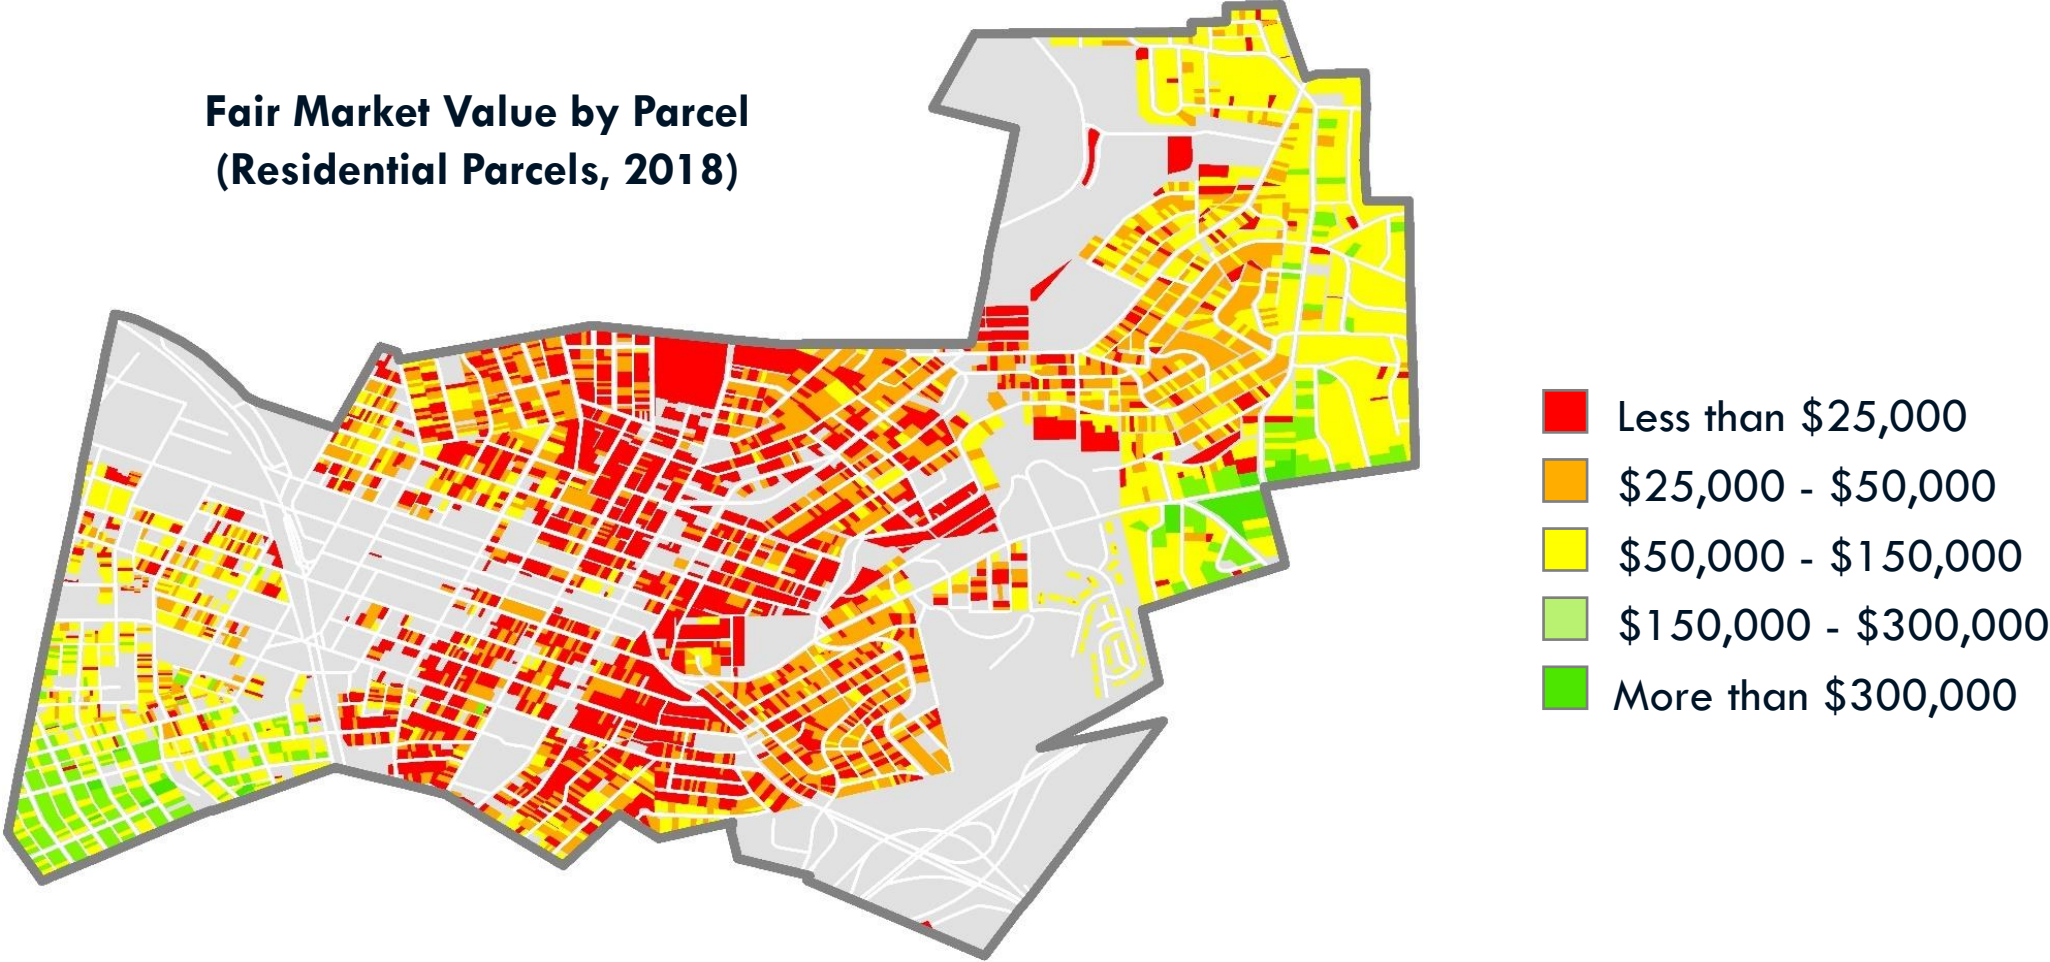 Fair Market Value by Parcel
(Residential Parcels, 2018)
Less than $25,000
$25,000 - $50,000
$50,000 - $150,000
$150,000 - $300,000
More than $300,000